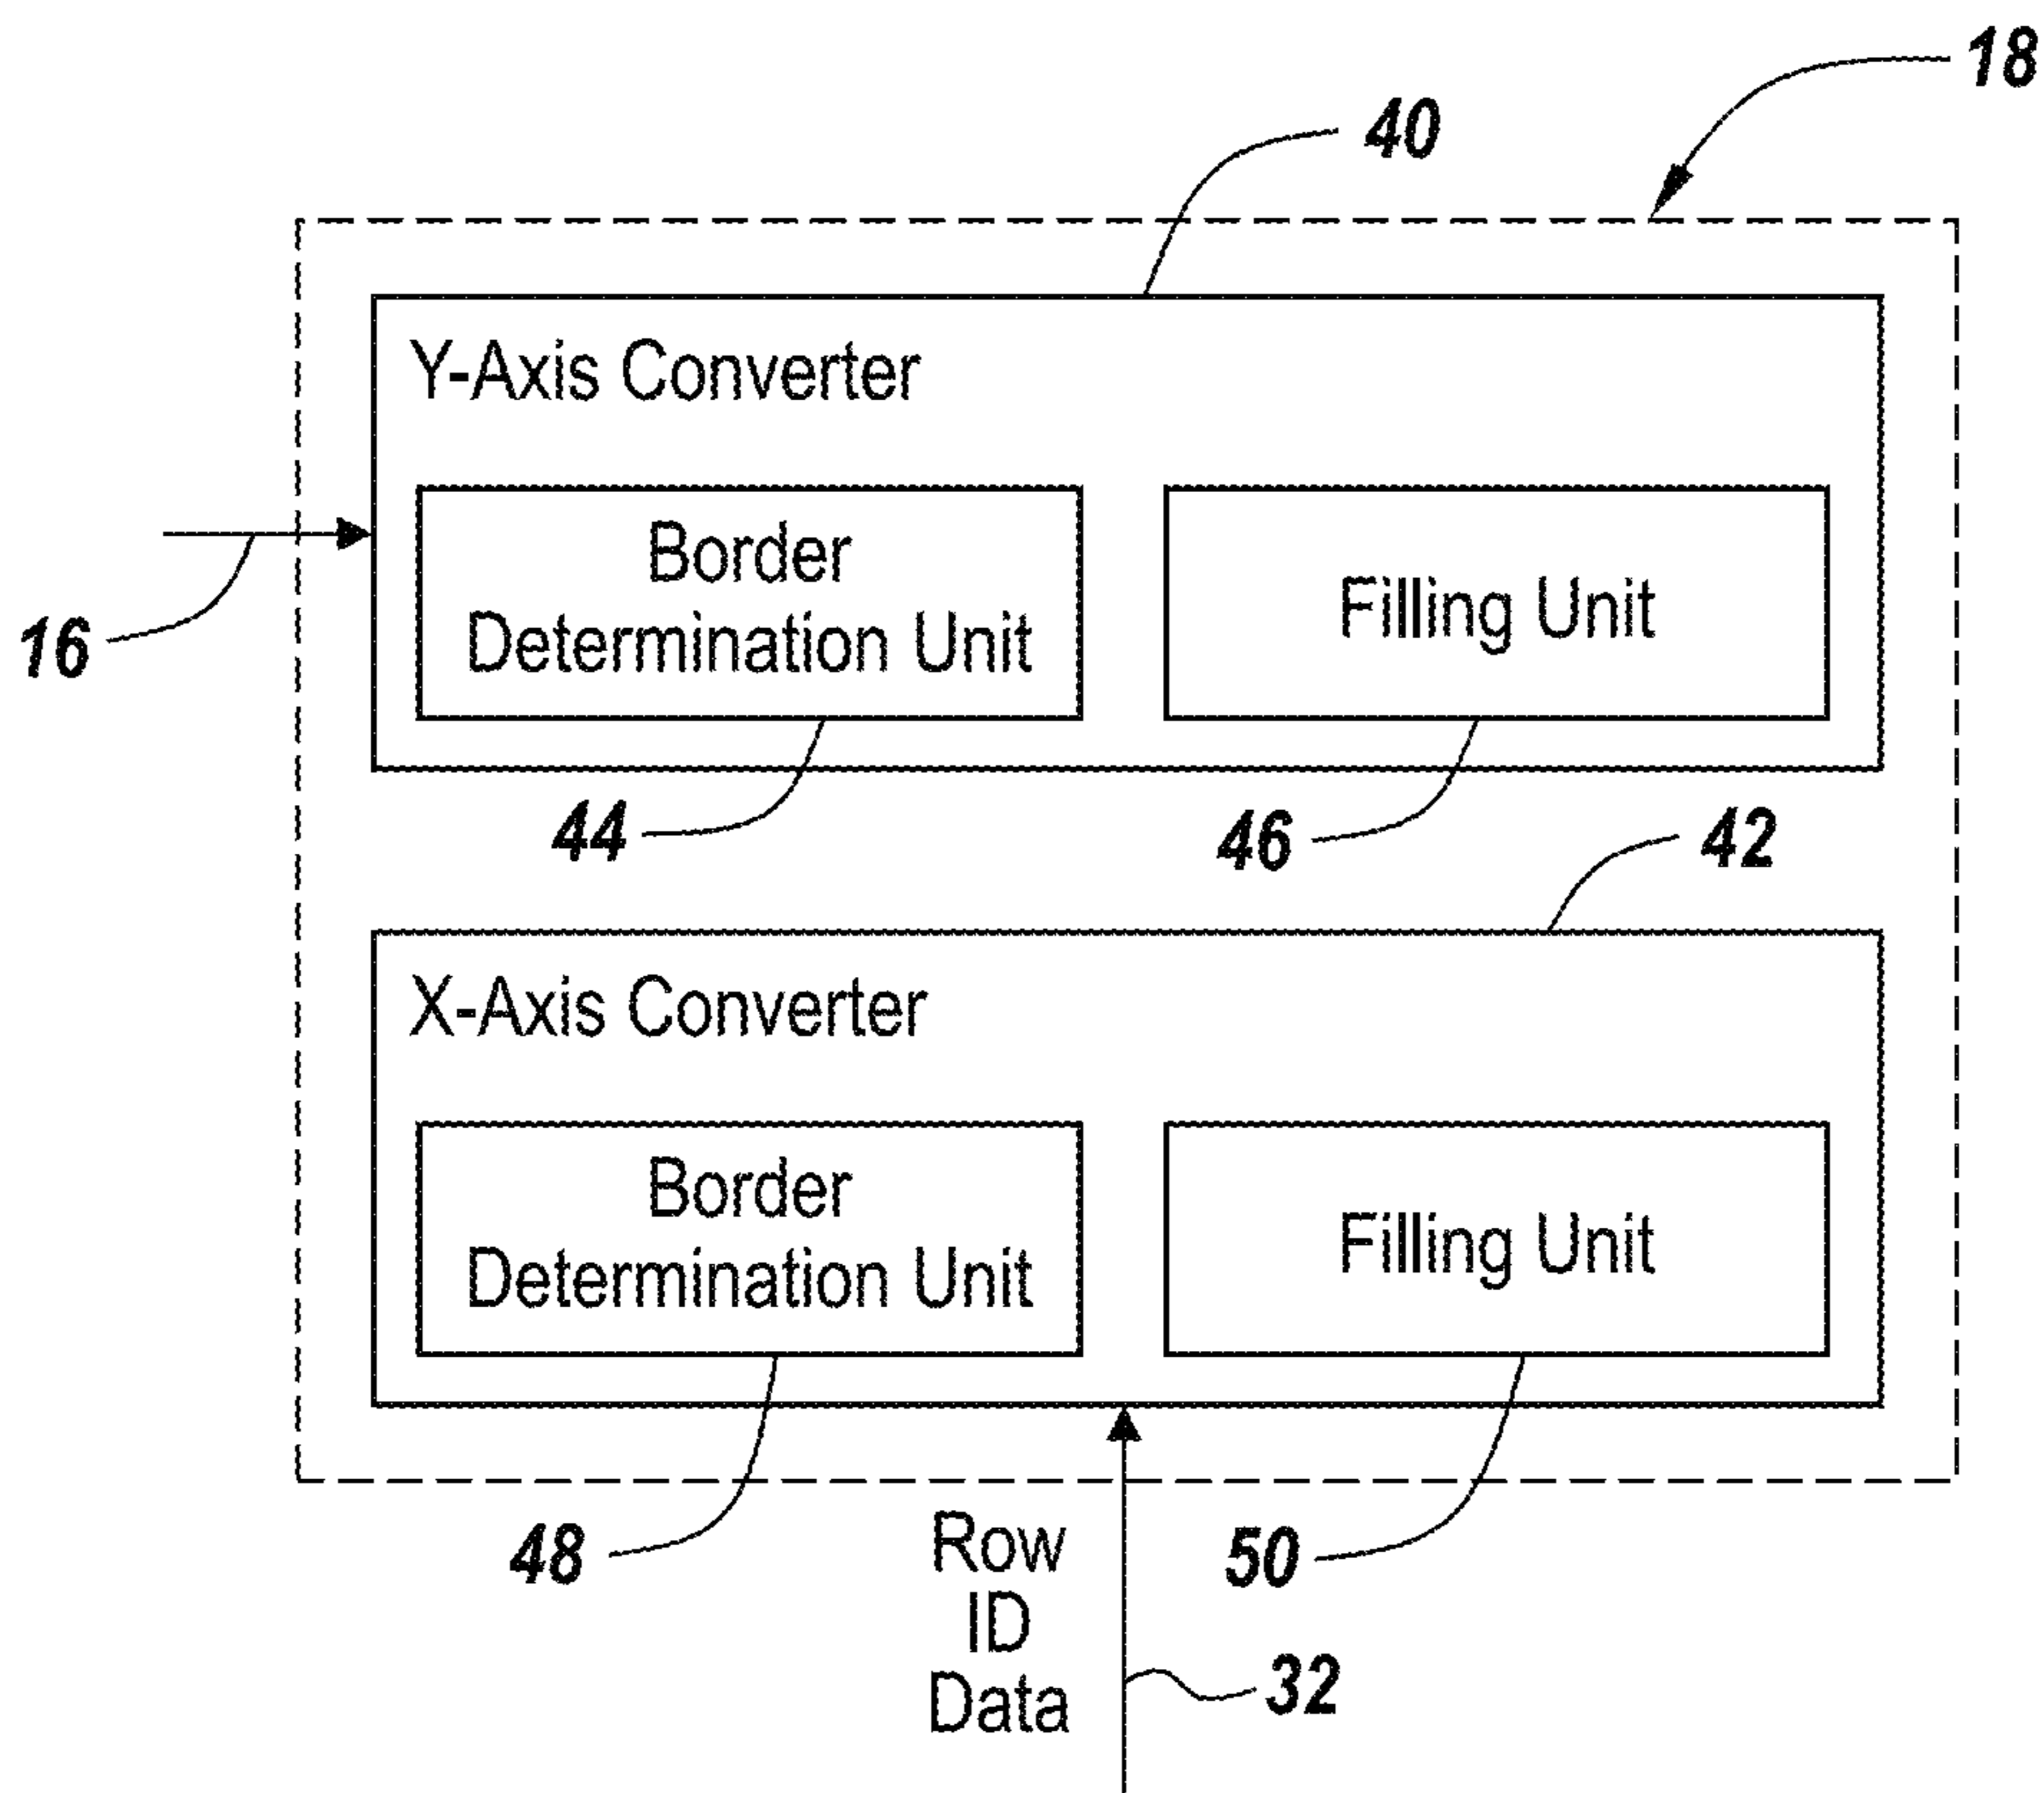 18
40
Y-Axis Converter
Border
Determination Unit
Filling Unit
16
44
46
42
X-Axis Converter
Border
Determination Unit
Filling Unit
48
Row
ID
Data
50
32